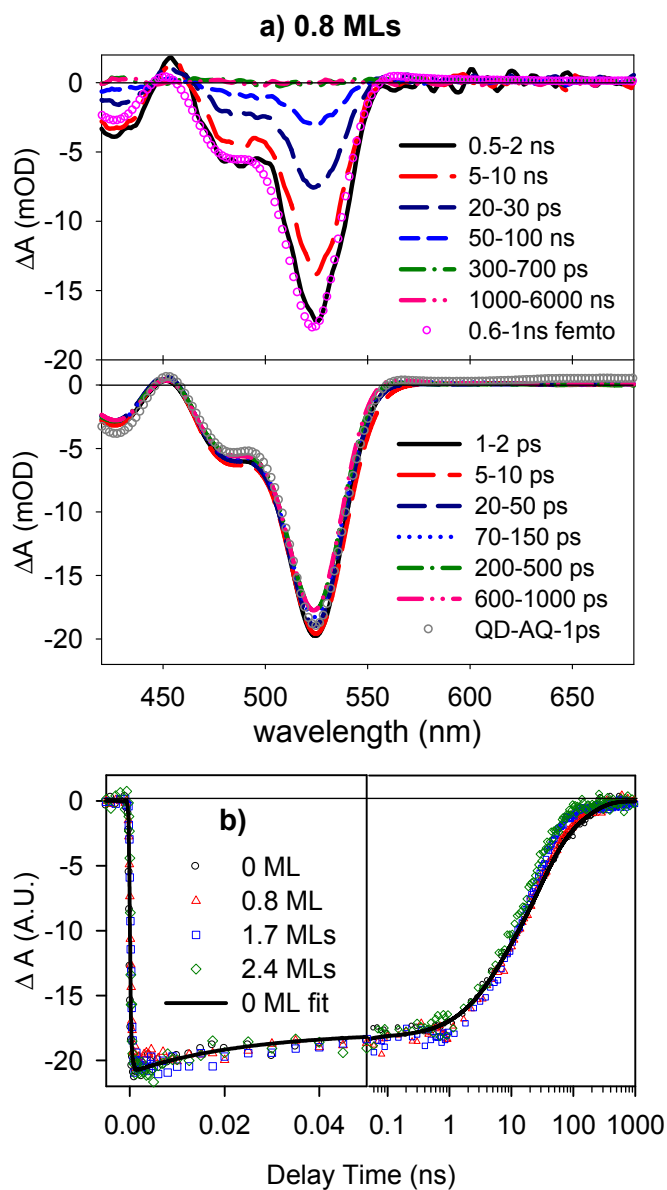 a) 0.8 MLs
0
-5
-10
-15
-20
ΔA (mOD)
0.5-2 ns
5-10 ns
20-30 ps
50-100 ns
300-700 ps
1000-6000 ns
0.6-1ns femto
0
-5
-10
-15
-20
ΔA (mOD)
1-2 ps
5-10 ps
20-50 ps
70-150 ps
200-500 ps
600-1000 ps
QD-AQ-1ps
450 500 550 600 650
wavelength (nm)
b)
0
-5
-10
-15
-20
Δ A (A.U.)
0 ML
0.8 ML
1.7 MLs
2.4 MLs
0 ML fit
0.00 0.02 0.04 0.1 1 10 100 1000
Delay Time (ns)